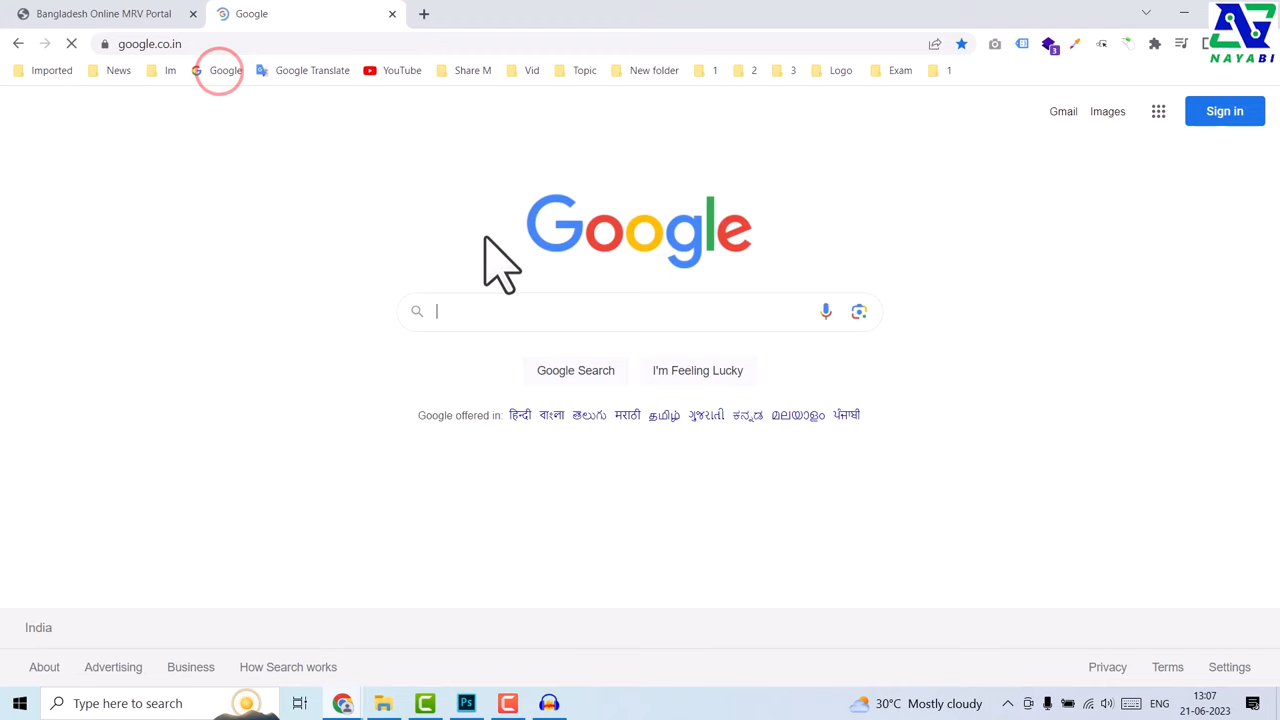 Bangladesh Online MRV Portal
Google
NAYABI
google.co.in
3
Imported News Im Google Google Translate YouTube Share M Vid Topic New folder 1 2 3 Logo Exam 1
Gmail Images Sign in
Google
Google Search I'm Feeling Lucky
Google offered in: हिन्दी বাংলা తెలుగు मराठी தமிழ் ગુજરાતી ಕನ್ನಡ മലയാളം ਪੰਜਾਬੀ
India
About Advertising Business How Search works Privacy Terms Settings
Type here to search Ps 30°C Mostly cloudy ENG 13:07
21-06-2023